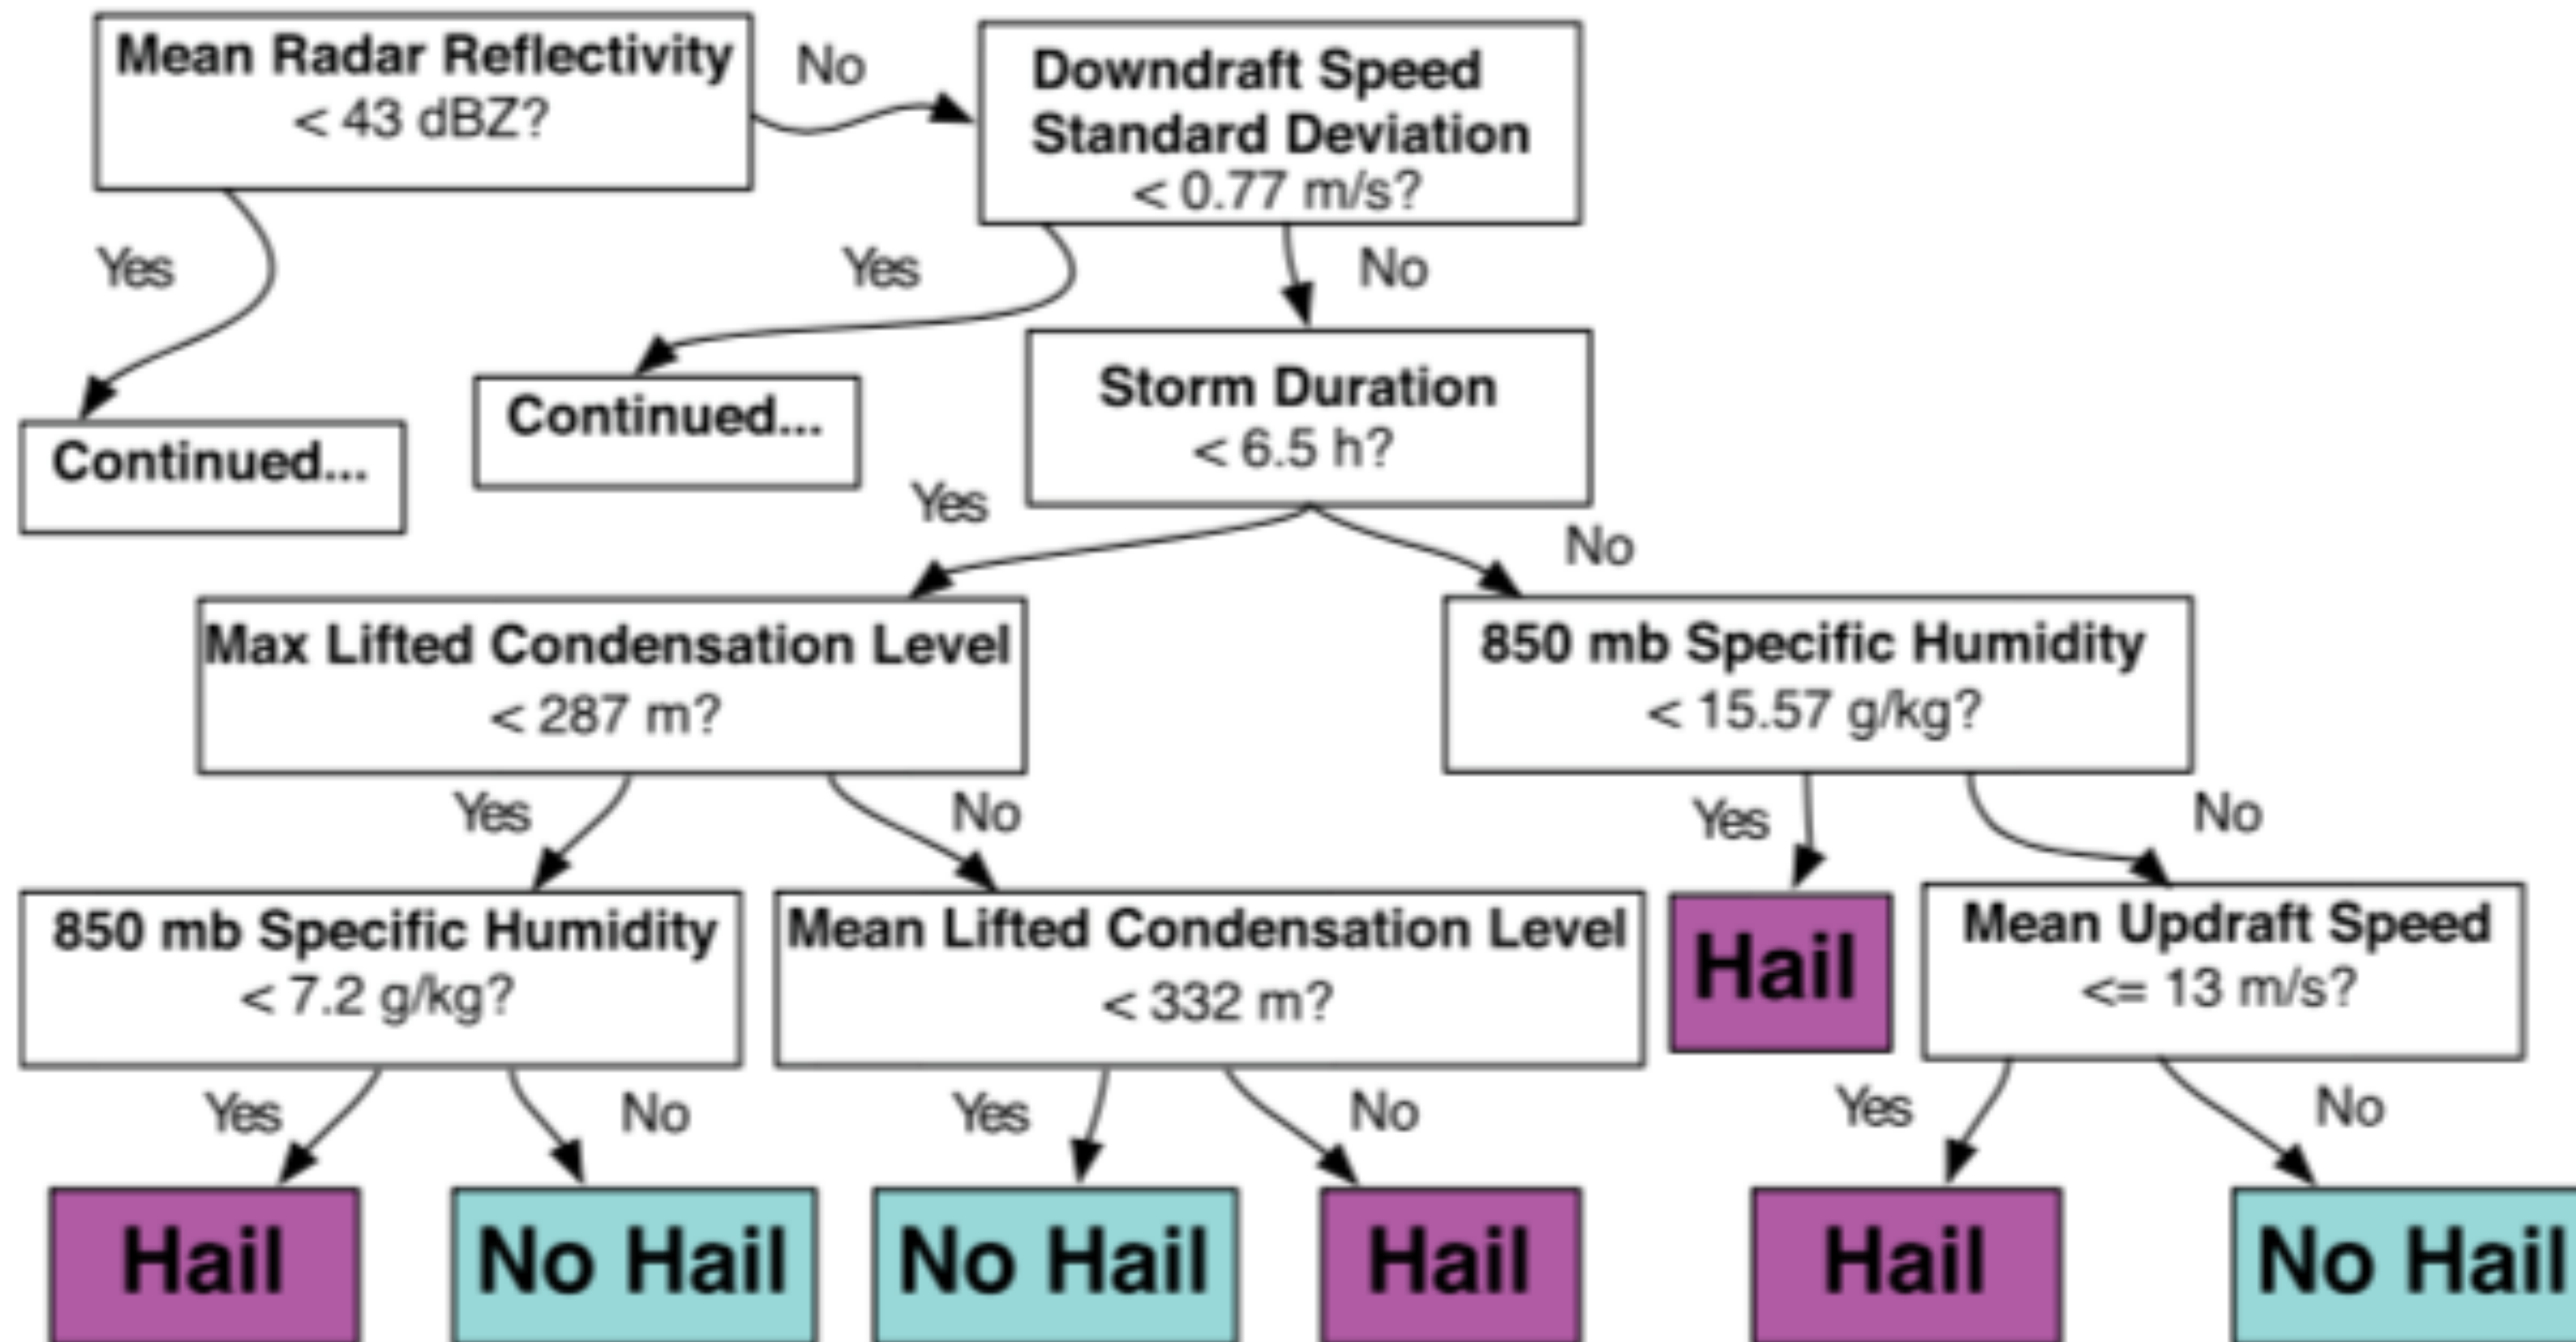 Mean Radar Reflectivity
< 43 dBZ?
No
Downdraft Speed
Standard Deviation
< 0.77 m/s?
Yes
Yes
No
Continued...
Continued...
Storm Duration
< 6.5 h?
Yes
No
Max Lifted Condensation Level
< 287 m?
850 mb Specific Humidity
< 15.57 g/kg?
Yes
No
Yes
No
850 mb Specific Humidity
< 7.2 g/kg?
Mean Lifted Condensation Level
< 332 m?
Hail
Mean Updraft Speed
<= 13 m/s?
Yes
No
Yes
No
Yes
No
Hail
No Hail
No Hail
Hail
Hail
No Hail